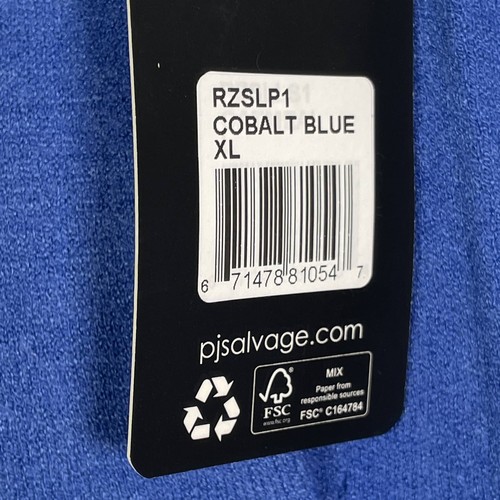 RZSLP1
COBALT BLUE
XL
6 71478 81054 7
pjsalvage.com
FSC
www.fsc.org
MIX
Paper from
responsible sources
FSC® C164784